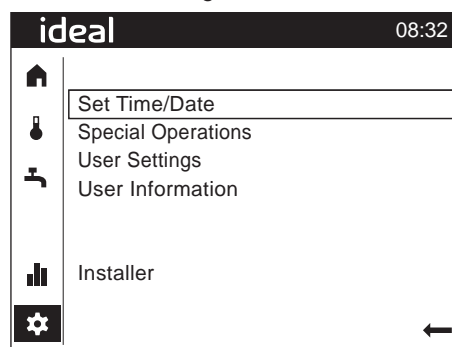 ideal 08:32
Set Time/Date
Special Operations
User Settings
User Information
Installer